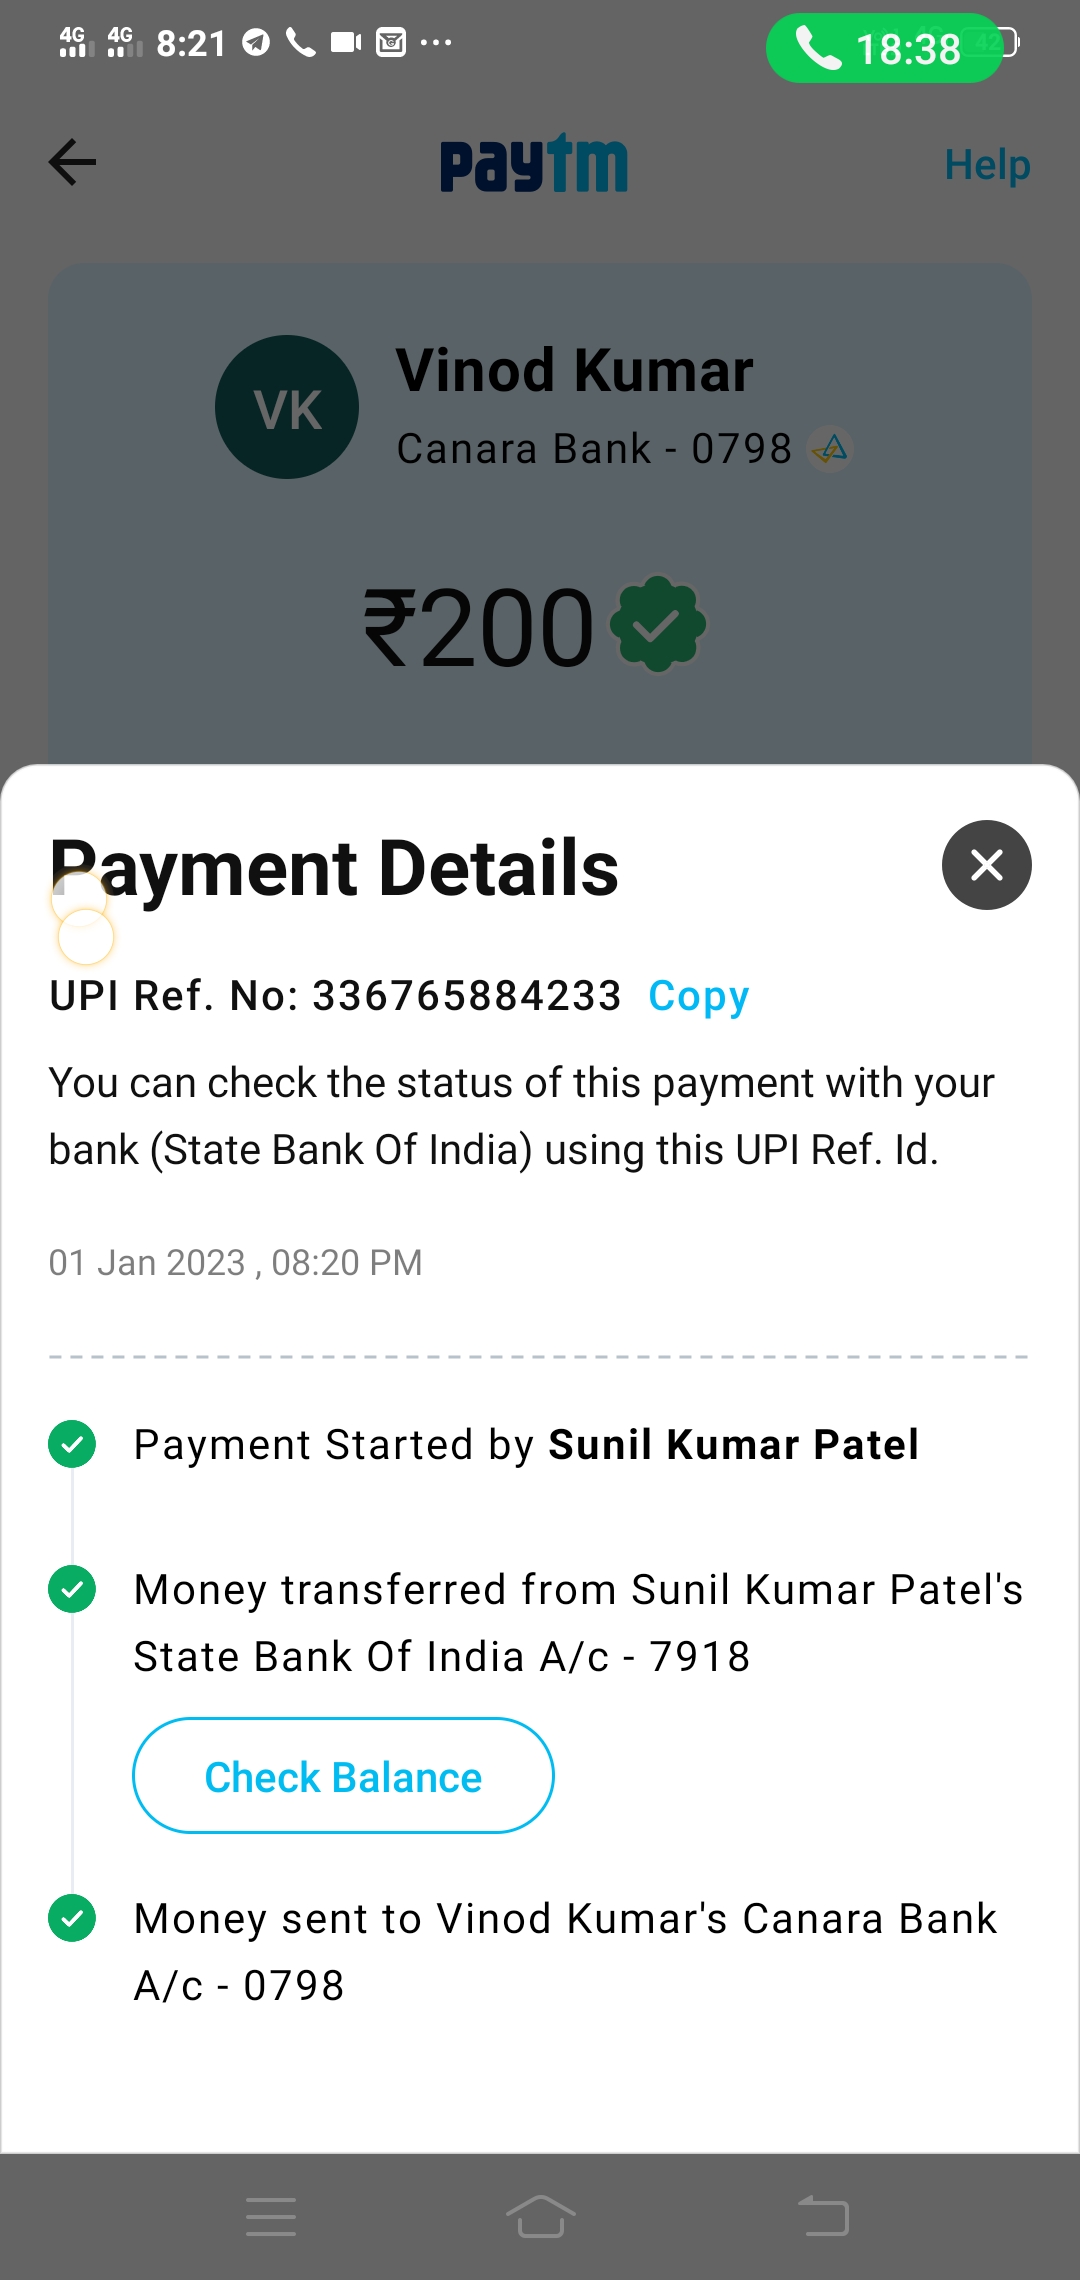 4G 4G 8:21 18:38 42
paytm Help
VK Vinod Kumar
Canara Bank - 0798
₹200
Payment Details
UPI Ref. No: 336765884233 Copy
You can check the status of this payment with your
bank (State Bank Of India) using this UPI Ref. Id.
01 Jan 2023 , 08:20 PM
Payment Started by Sunil Kumar Patel
Money transferred from Sunil Kumar Patel's
State Bank Of India A/c - 7918
Check Balance
Money sent to Vinod Kumar's Canara Bank
A/c - 0798